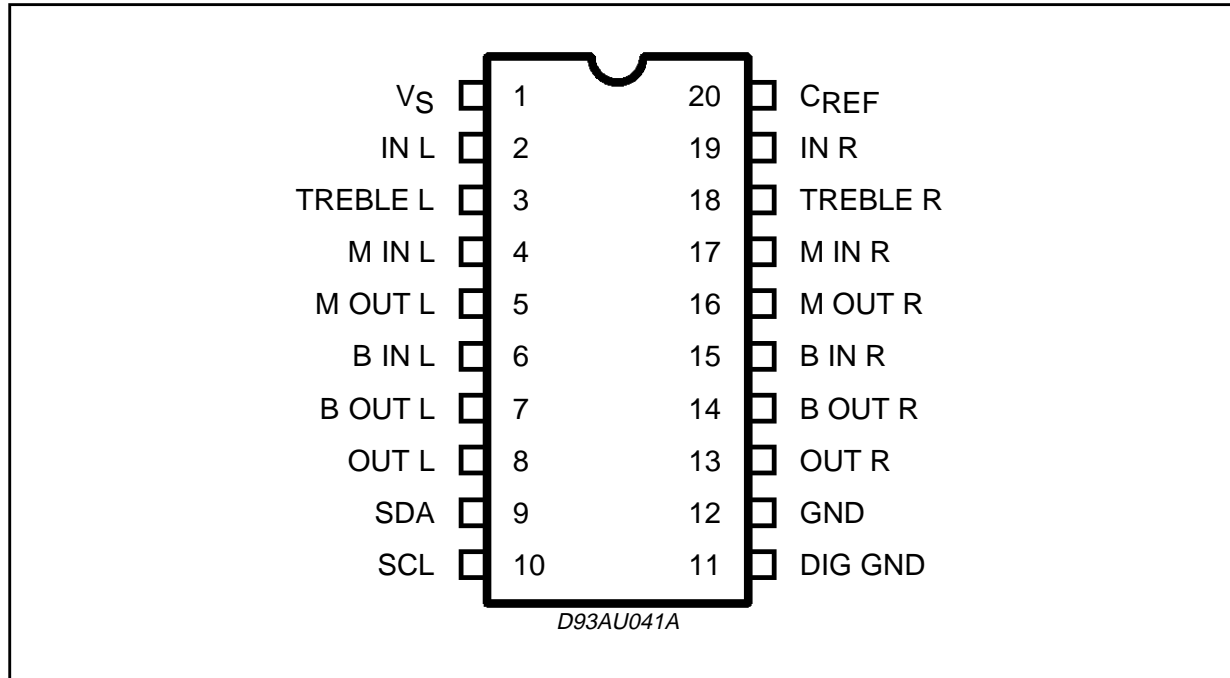 VS 1 20 CREF
IN L 2 19 IN R
TREBLE L 3 18 TREBLE R
M IN L 4 17 M IN R
M OUT L 5 16 M OUT R
B IN L 6 15 B IN R
B OUT L 7 14 B OUT R
OUT L 8 13 OUT R
SDA 9 12 GND
SCL 10 11 DIG GND
D93AU041A